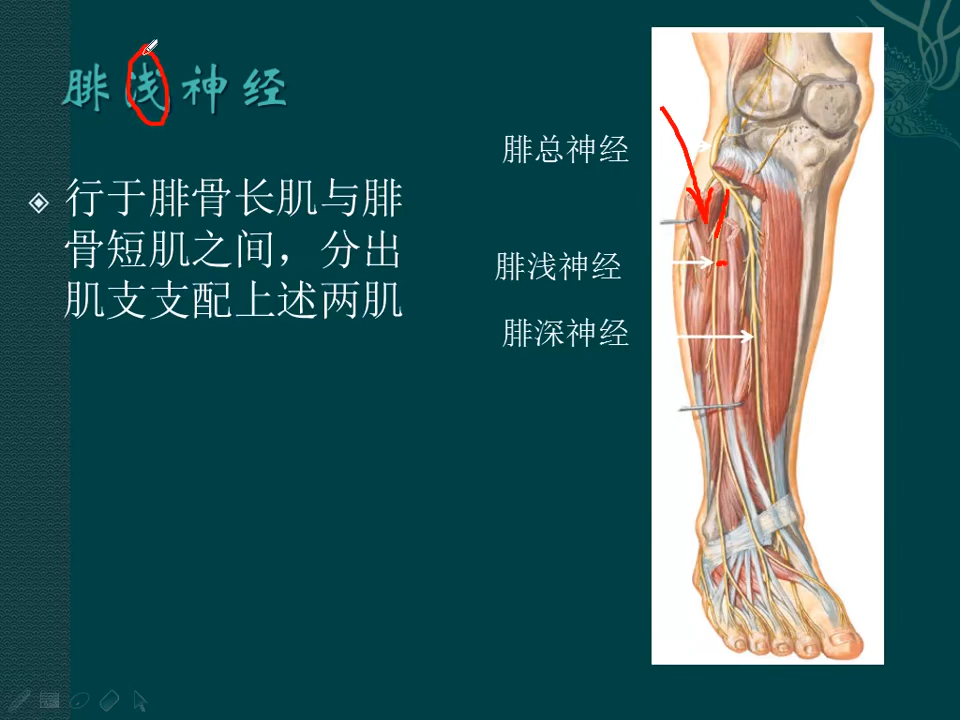 腓浅神经
行于腓骨长肌与腓
骨短肌之间，分出
肌支支配上述两肌
腓总神经
腓浅神经
腓深神经